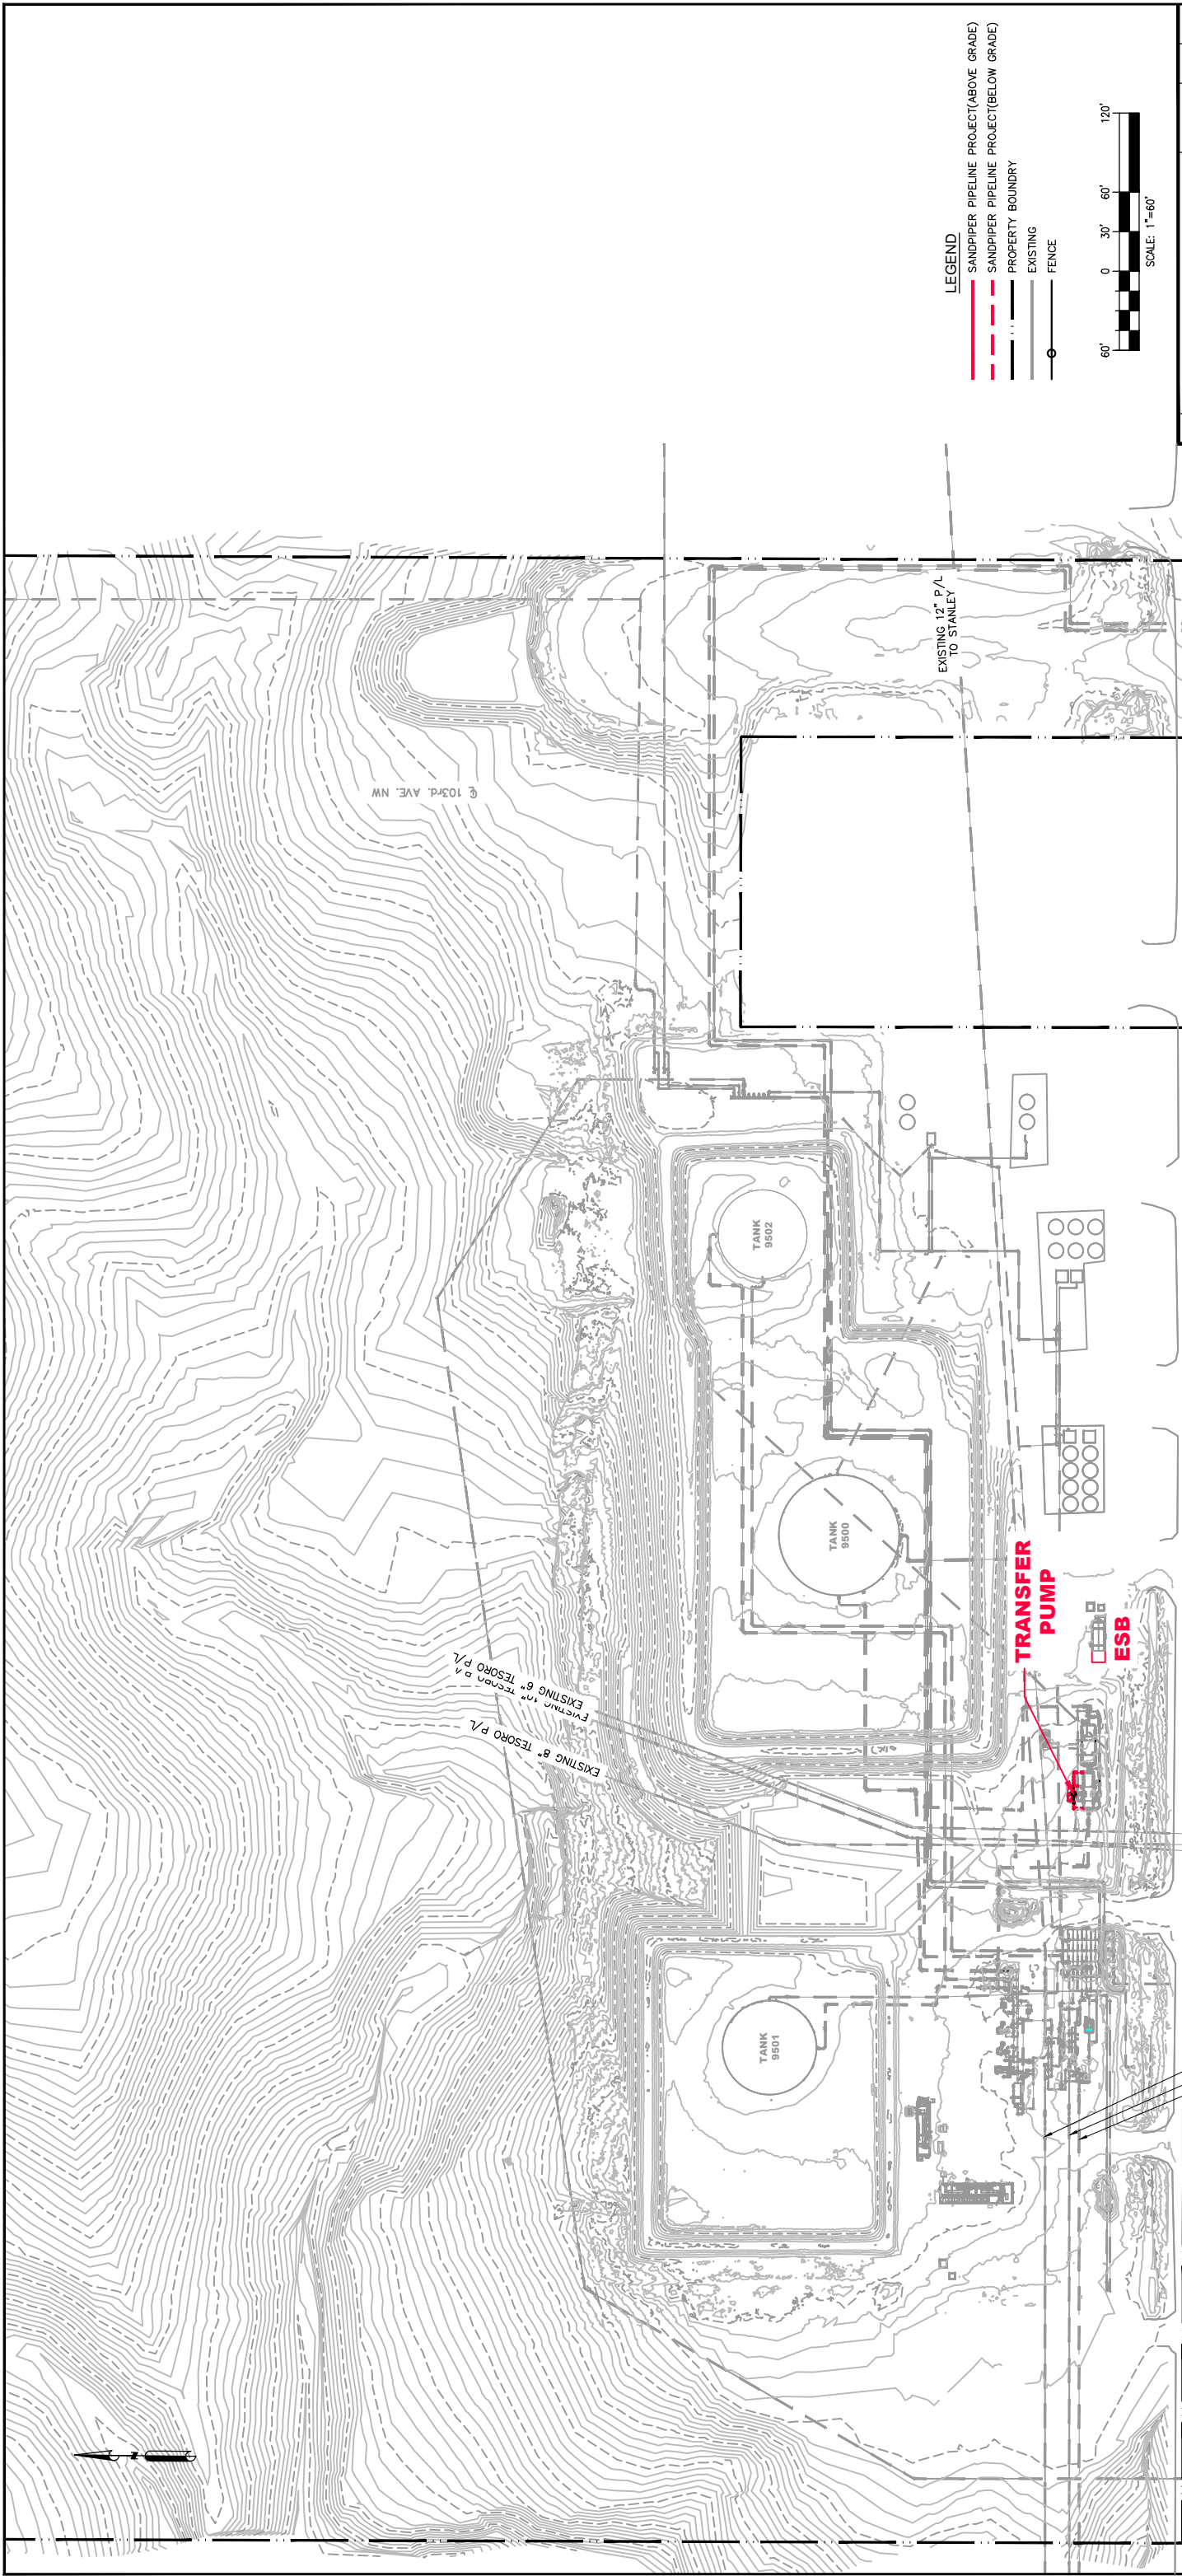 LEGEND
SANDPIPER PIPELINE PROJECT(ABOVE GRADE)
SANDPIPER PIPELINE PROJECT(BELOW GRADE)
PROPERTY BOUNDRY
EXISTING
FENCE
60'
0
30'
60'
120'
SCALE: 1"=60'
EXISTING 12" P/L
TO STANLEY
℄ 103rd. AVE. NW
TANK
9502
TANK
9500
TRANSFER
PUMP
ESB
EXISTING 6" TESORO P/L
EXISTING 10" TESORO P/L
EXISTING 8" TESORO P/L
TANK
9501
N